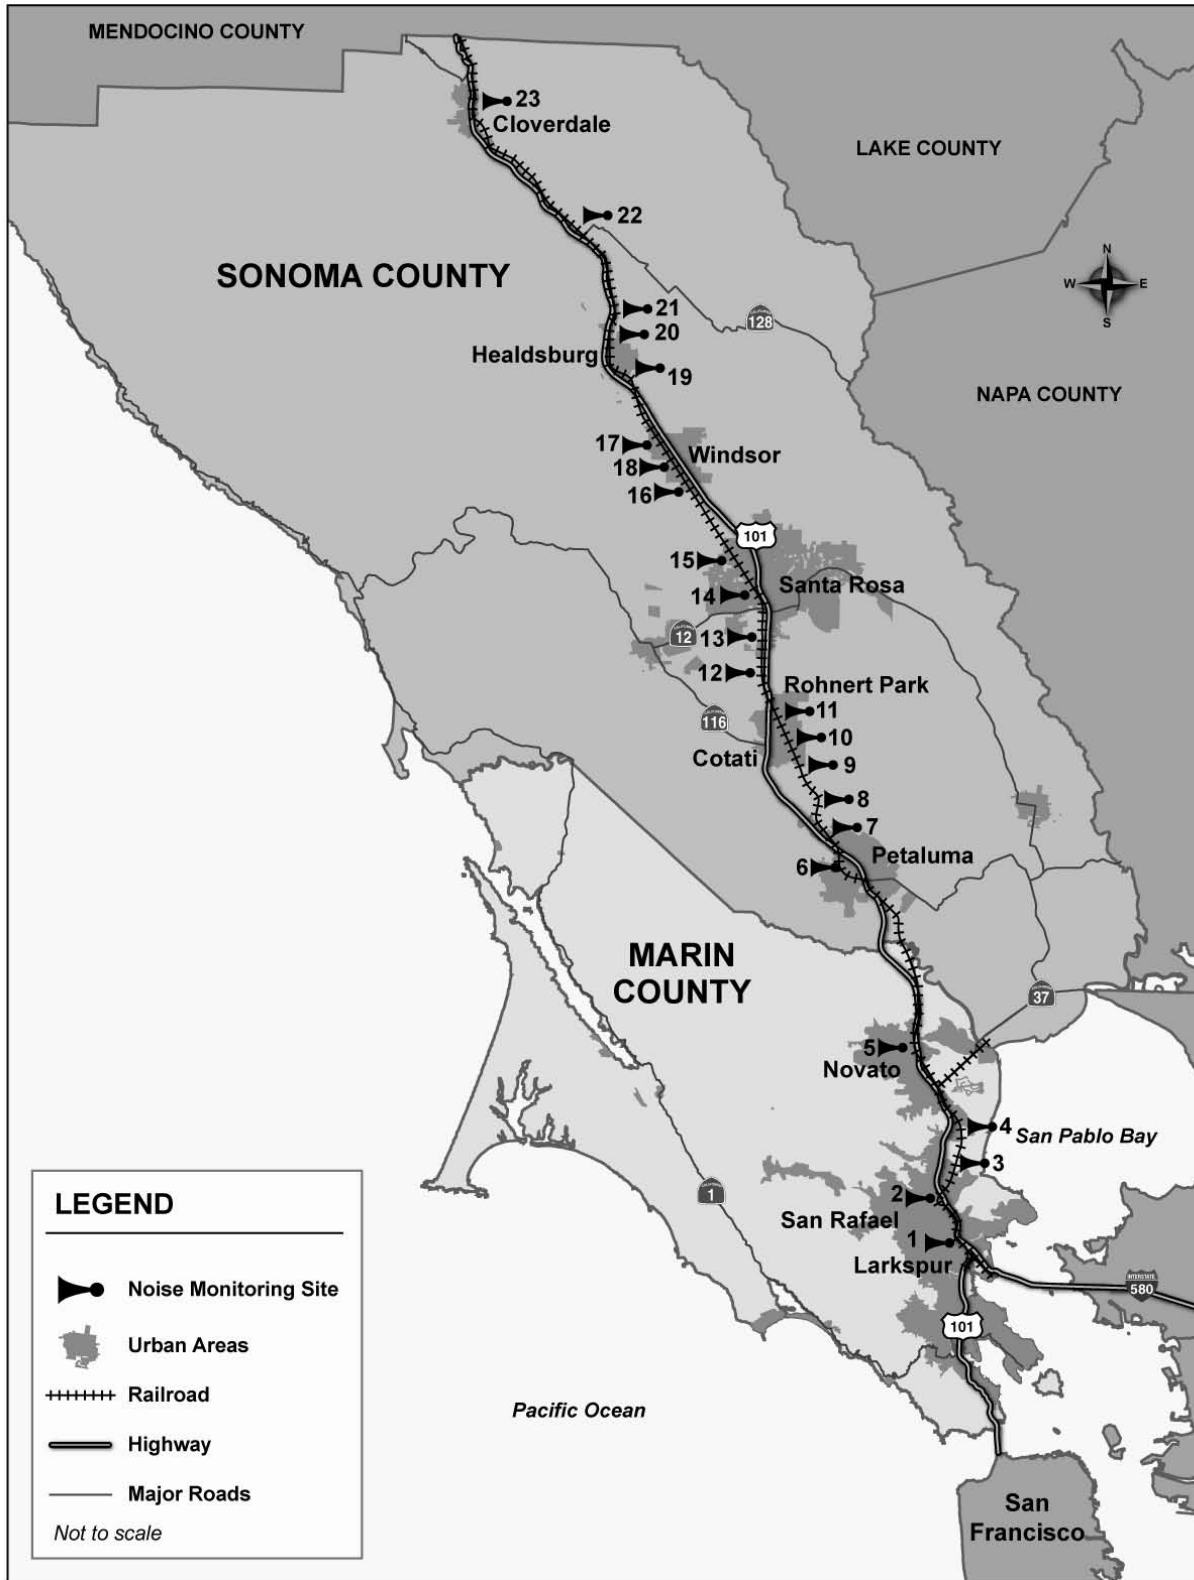 MENDOCINO COUNTY
LAKE COUNTY
23
Cloverdale
22
SONOMA COUNTY
N
W
E
S
21
128
20
Healdsburg
19
NAPA COUNTY
17
Windsor
18
16
101
15
Santa Rosa
14
12
13
12
Rohnert Park
116
11
10
Cotati
9
8
7
Petaluma
6
MARIN
COUNTY
37
5
Novato
4
San Pablo Bay
3
1
2
San Rafael
1
Larkspur
INTERSTATE
580
101
LEGEND
Noise Monitoring Site
Urban Areas
Railroad
Highway
Major Roads
Not to scale
Pacific Ocean
San
Francisco